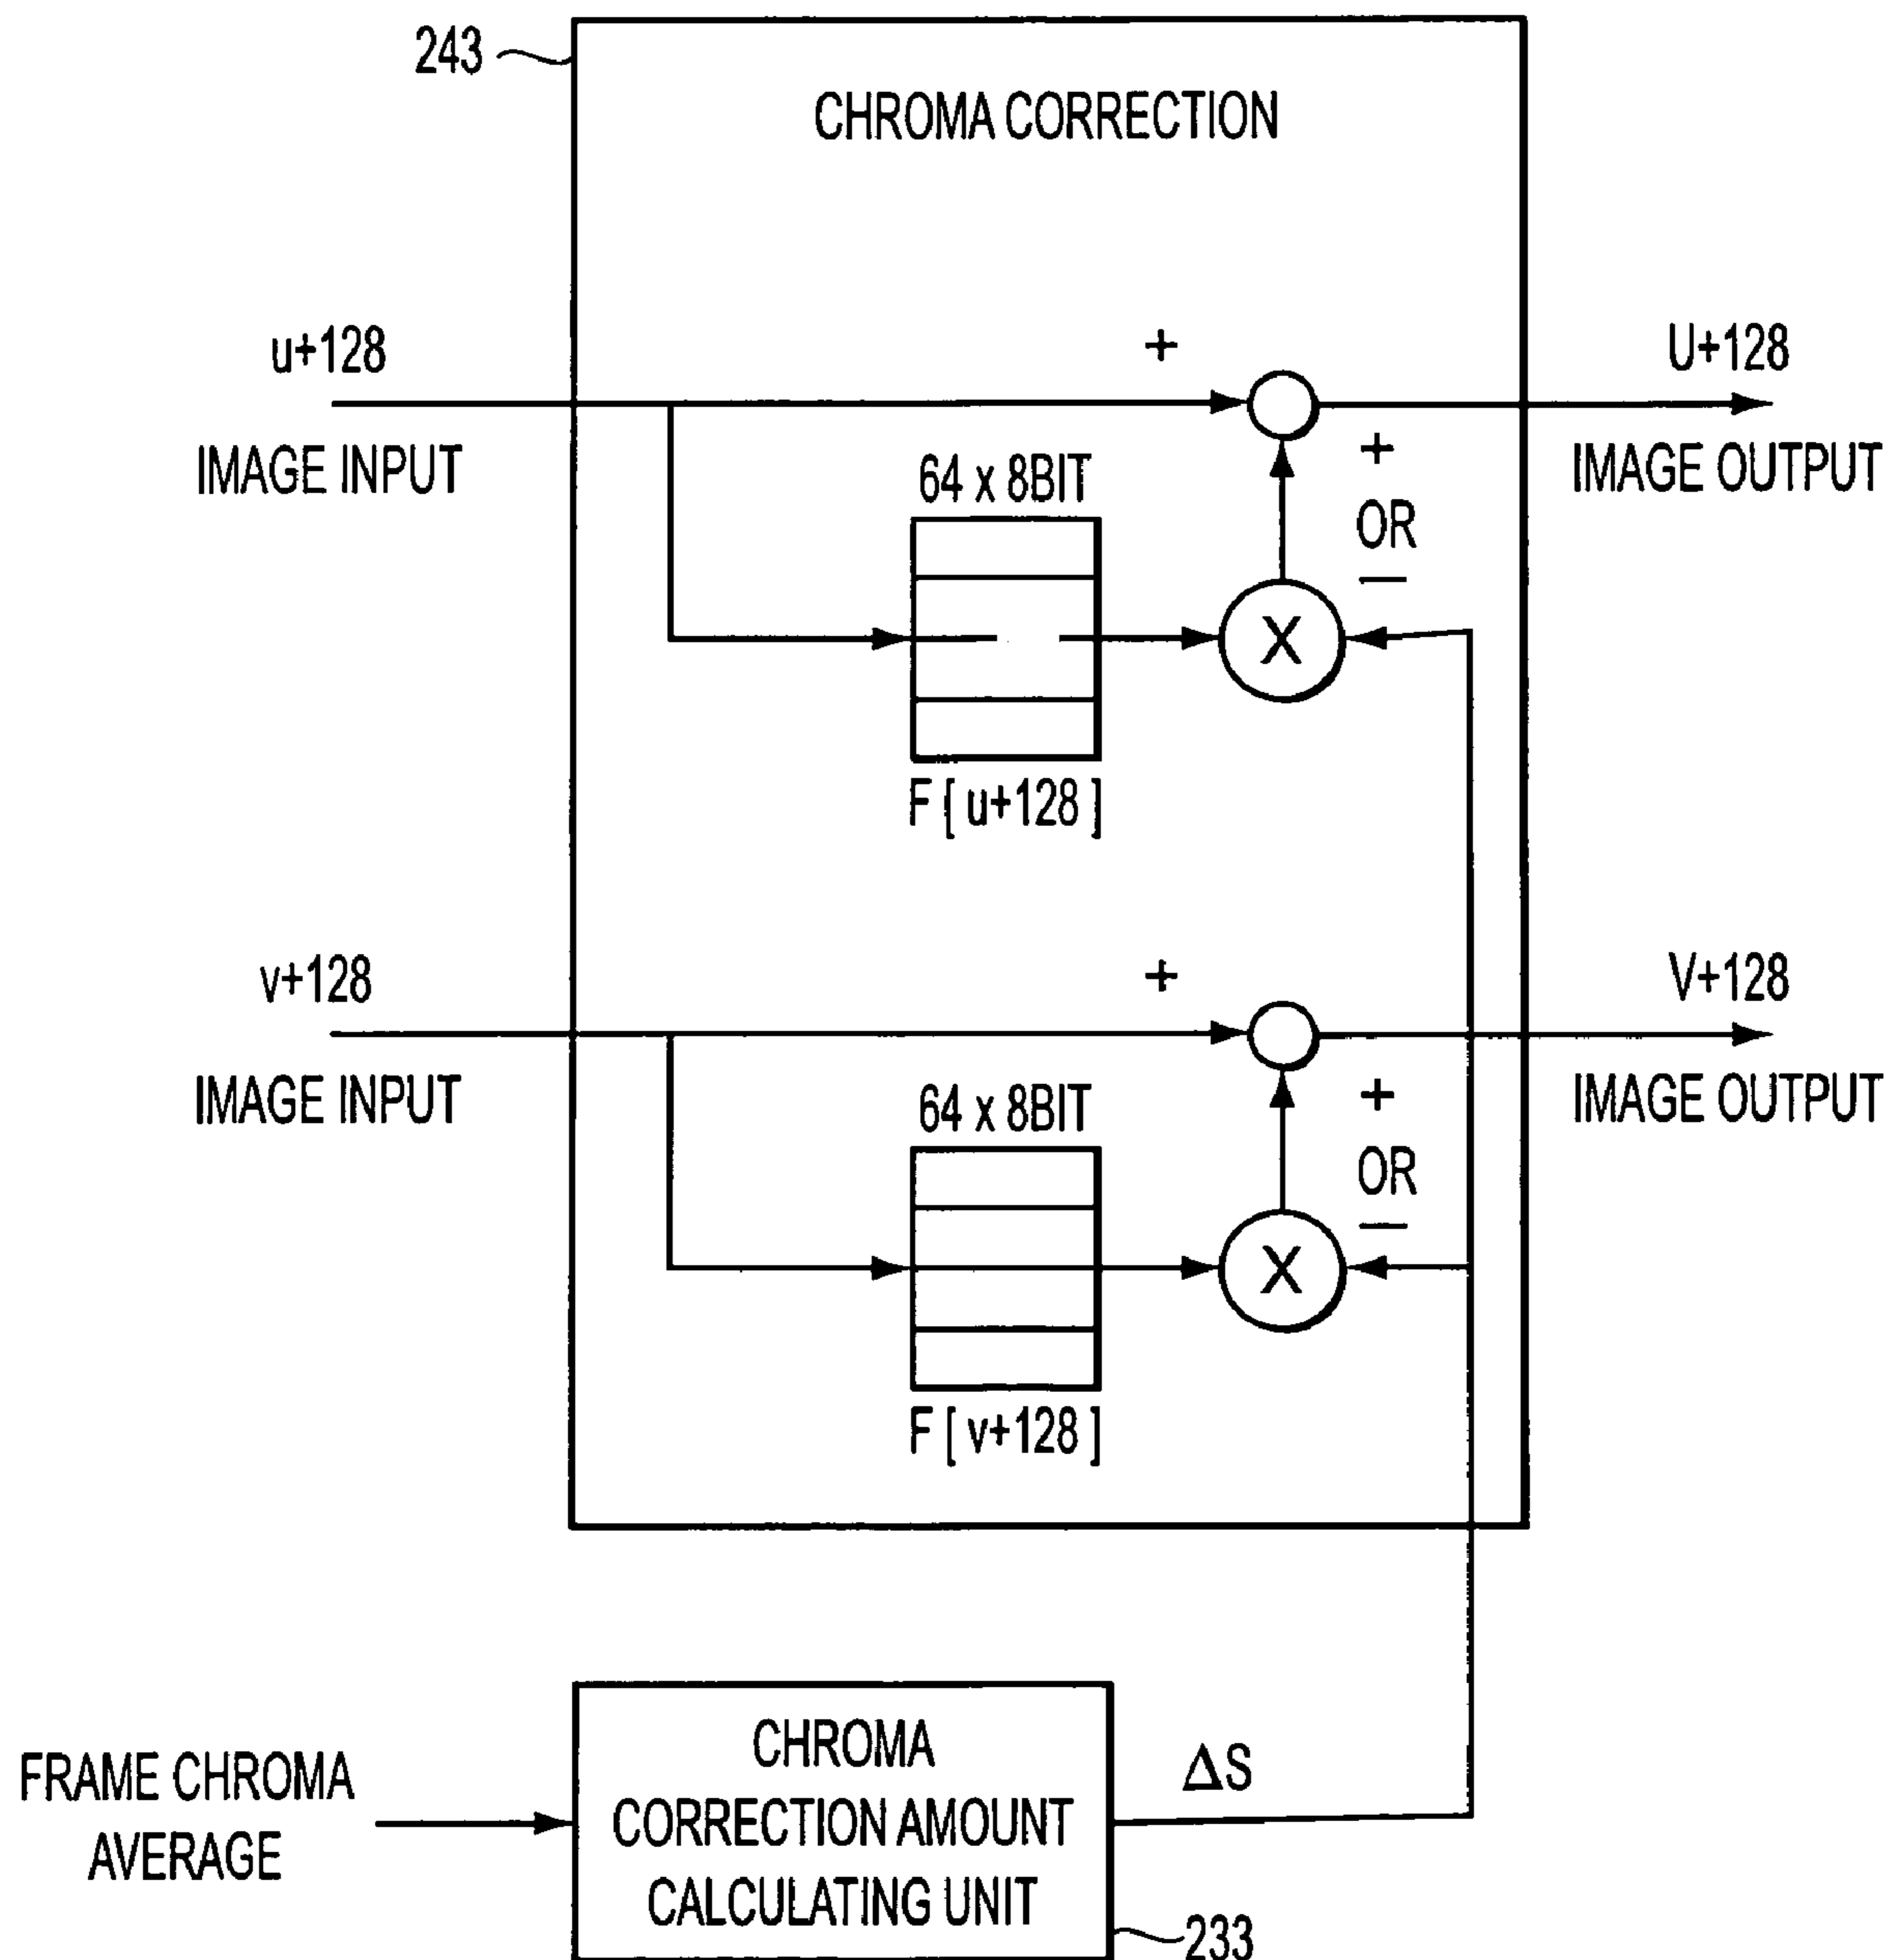 243
CHROMA CORRECTION
u+128
+
U+128
IMAGE INPUT
IMAGE OUTPUT
64 x 8BIT
+
OR
—
X
F [ u+128 ]
v+128
+
V+128
IMAGE INPUT
IMAGE OUTPUT
64 x 8BIT
+
OR
—
X
F [ v+128 ]
FRAME CHROMA
AVERAGE
CHROMA
CORRECTION AMOUNT
CALCULATING UNIT
ΔS
233